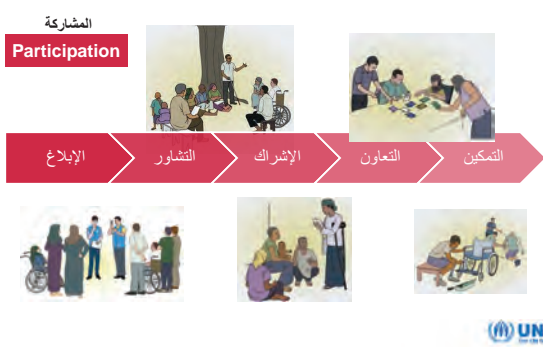 المشاركة
Participation
الإبلاغ
التشاور
الإشراك
التعاون
التمكين
UN